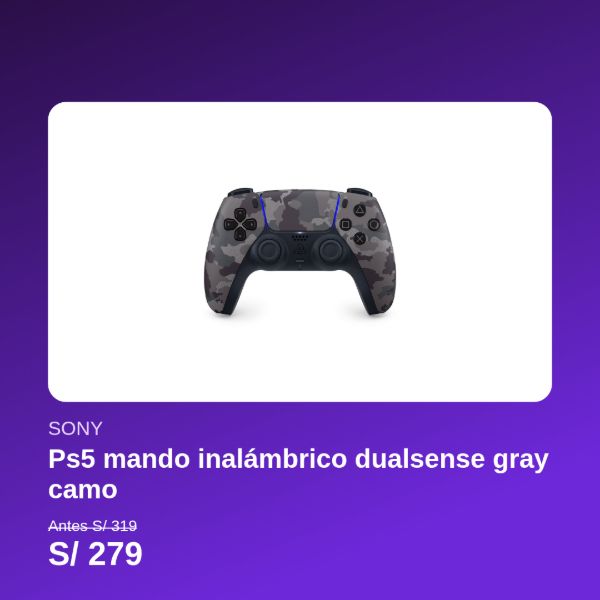 SONY
Ps5 mando inalámbrico dualsense gray
camo
Antes S/ 319
S/ 279